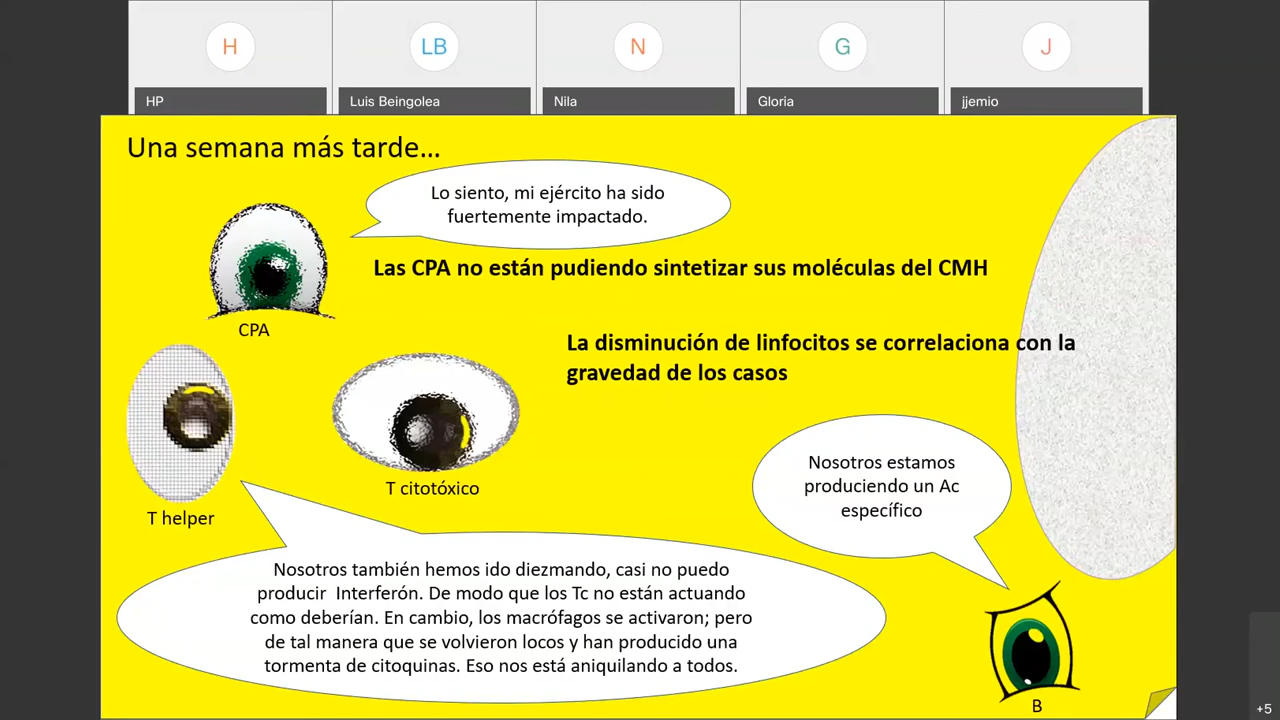 H
LB
N
G
J
HP
Luis Beingolea
Nila
Gloria
jjemio
Una semana más tarde...
Lo siento, mi ejército ha sido
fuertemente impactado.
Las CPA no están pudiendo sintetizar sus moléculas del CMH
CPA
La disminución de linfocitos se correlaciona con la
gravedad de los casos
Nosotros estamos
produciendo un Ac
específico
T citotóxico
T helper
Nosotros también hemos ido diezmando, casi no puedo
producir Interferón. De modo que los Tc no están actuando
como deberían. En cambio, los macrófagos se activaron; pero
de tal manera que se volvieron locos y han producido una
tormenta de citoquinas. Eso nos está aniquilando a todos.
B
+5